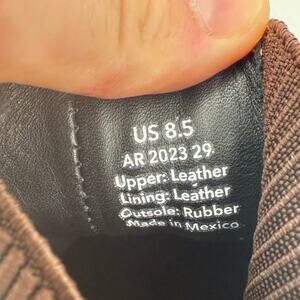 US 8.5
AR 2023 29
Upper: Leather
Lining: Leather
Outsole: Rubber
Made in Mexico